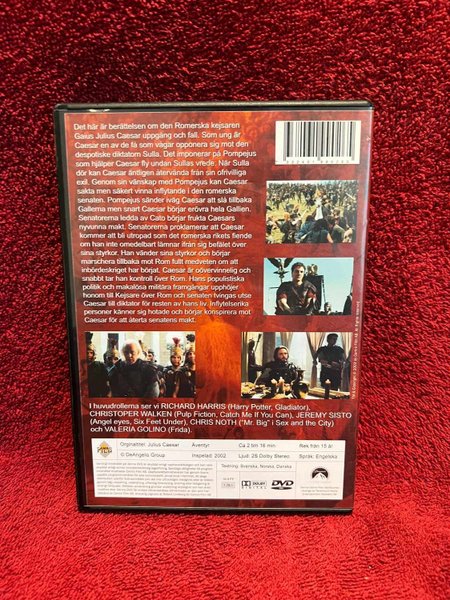 Det här är berättelsen om den Romerska kejsaren
Gaius Julius Caesar uppgång och fall. Som ung är
Caesar en av de få som vågar opponera sig mot den
despotiske diktatorn Sulla. Det imponerar på Pompejus
som hjälper Caesar fly undan Sullas vrede. När Sulla
dör kan Caesar äntligen återvända från sin ofrivilliga
exil. Genom sin vänskap med Pompejus kan Caesar
sakta men säkert vinna inflytande i den romerska
senaten. Pompejus sänder iväg Caesar att slå tillbaka
Gallerna men snart Caesar börjar erövra hela Gallien.
Senatorerna ledda av Cato börjar frukta Caesars
nyvunna makt. Senatorerna proklamerar att Caesar
kommer att bli utropad som det romerska rikets fiende
om han inte omedelbart lämnar ifrån sig befälet över
sina styrkor. Han vänder sina styrkor och börjar
marschera tillbaka mot Rom fullt medveten om att
inbördeskriget har börjat. Caesar är oövervinnelig och
snabbt tar han kontroll över Rom. Hans populistiska
politik och makalösa militära framgångar upphöjer
honom till Kejsare över Rom och senaten tvingas utse
Caesar till diktator för resten av hans liv. Inflytelserika
personer känner sig hotade och börjar konspirera mot
Caesar för att återta senatens makt.
I huvudrollerna ser vi RICHARD HARRIS (Harry Potter, Gladiator),
CHRISTOPER WALKEN (Pulp Fiction, Catch Me If You Can), JEREMY SISTO
(Angel eyes, Six Feet Under), CHRIS NOTH ("Mr. Big" i Sex and the City)
och VALERIA GOLINO (Frida).
Orginaltitel: Julius Caesar Äventyr Ca 2 tim 16 min Rek från 15 år
© DeAngelis Group Inspelad: 2002 Ljud: 2S Dolby Stereo Språk: Engelska
Textning: Svenska, Norska, Danska
DOLBY
DIGITAL
DVD
Paramount